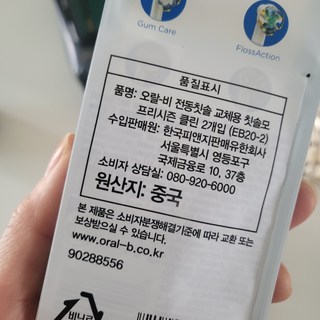 Gum Care
FlossAction
품질표시
품명: 오랄-비 전동칫솔 교체용 칫솔모
프리시즌 클린 2개입 (EB20-2)
수입판매원: 한국피앤지판매유한회사
서울특별시 영등포구
국제금융로 10, 37층
소비자 상담실: 080-920-6000
원산지: 중국
본 제품은 소비자분쟁해결기준에 따라 교환 또는
보상받으실 수 있습니다.
www.oral-b.co.kr
90288556
비닐류